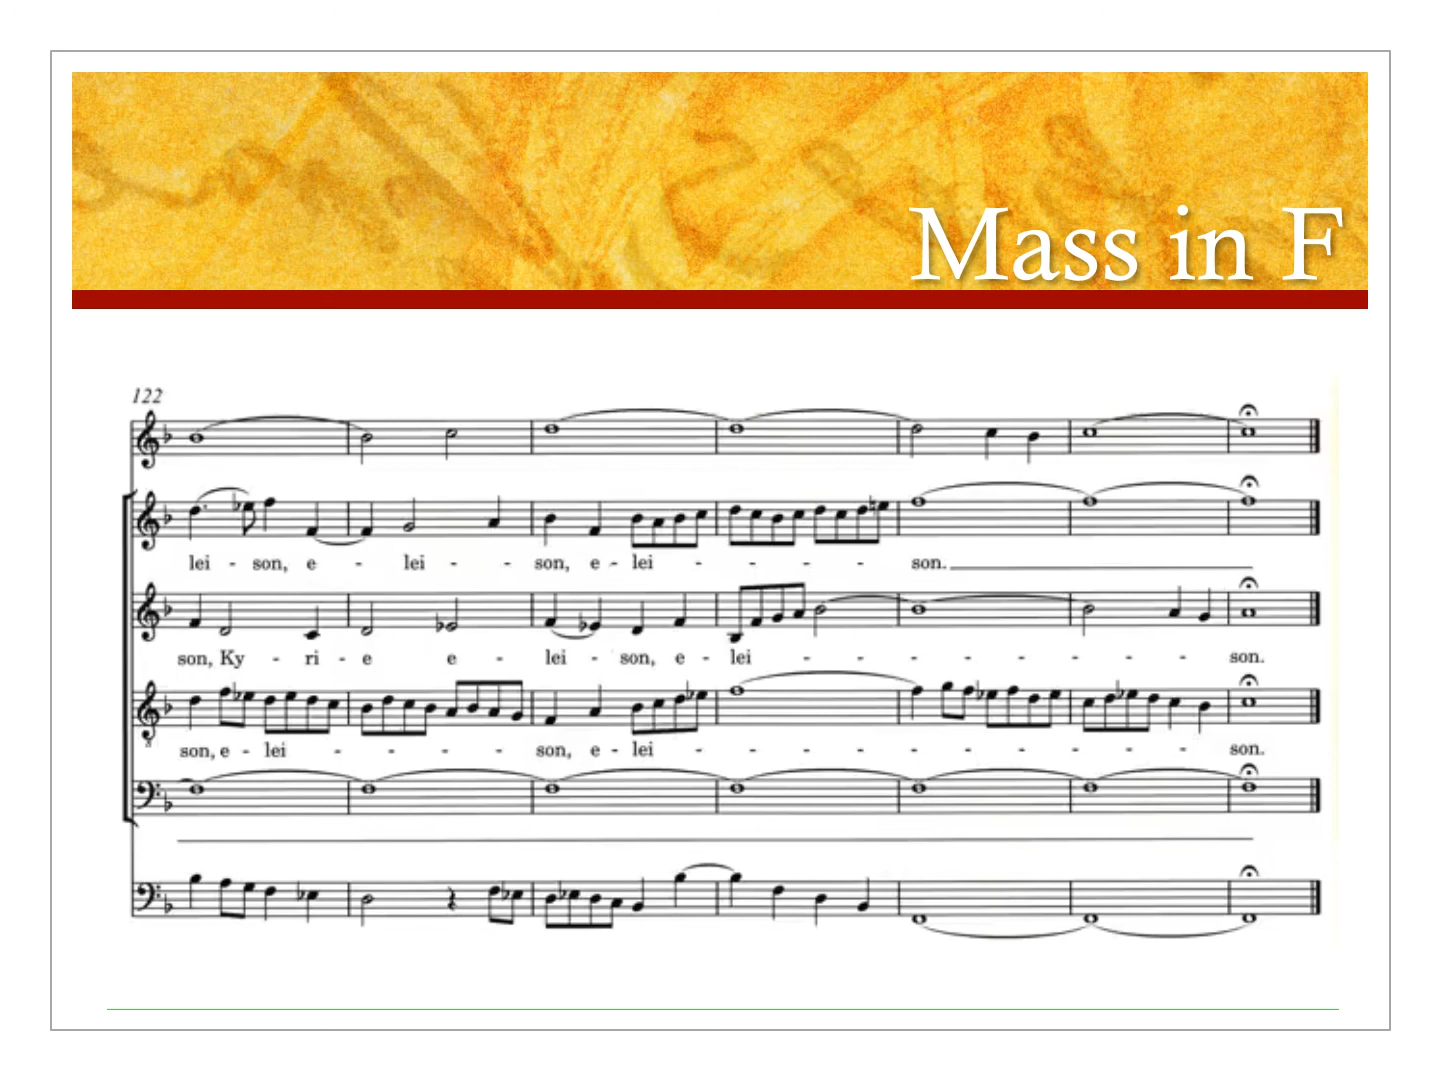 Mass in F
122
lei - son, e - lei - - son, e - lei - - - - son.
son, Ky - ri - e e - lei - son, e - lei - - - - - - - - - son.
8
son, e - lei - - - - son, e - lei - - - - - - - - - son.